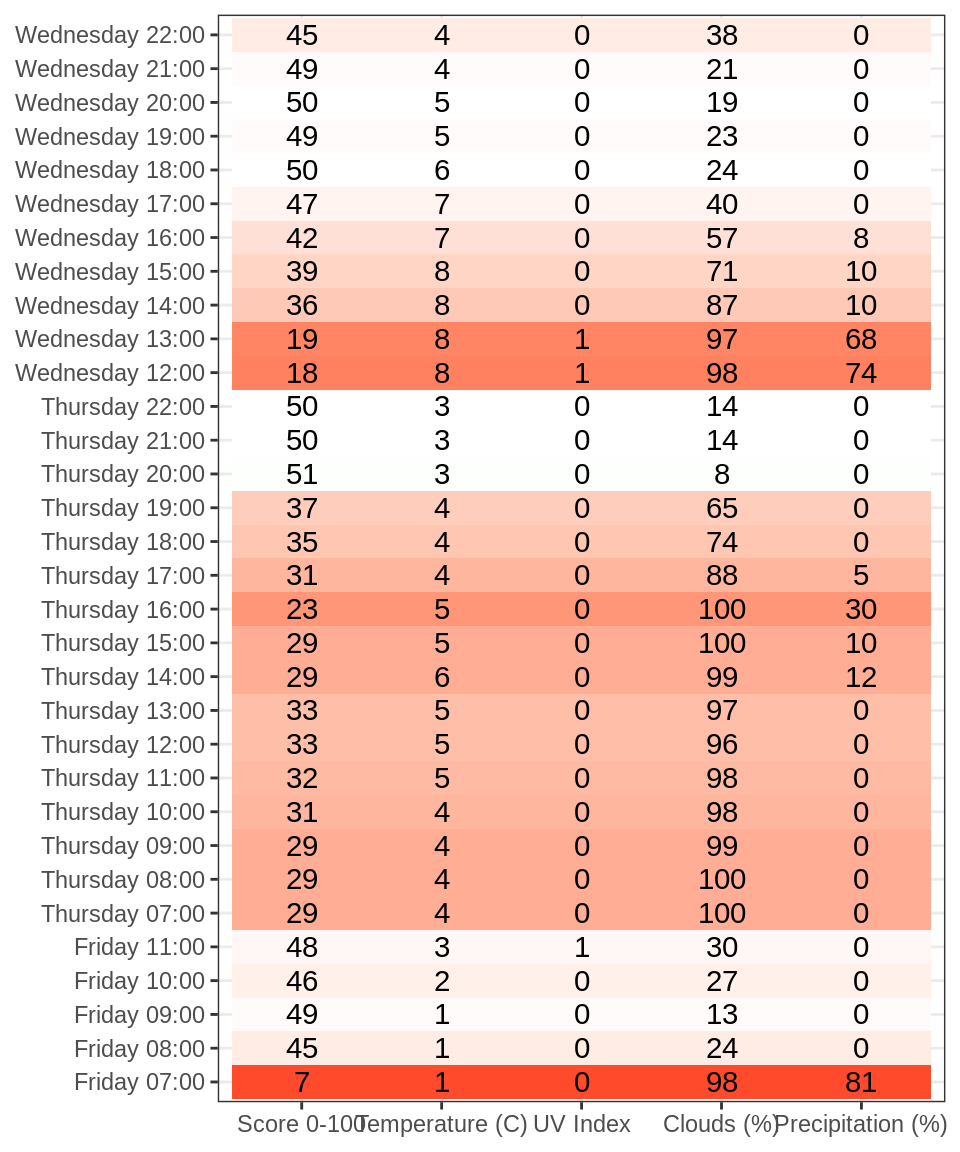 Wednesday 22:00 45 4 0 38 0
Wednesday 21:00 49 4 0 21 0
Wednesday 20:00 50 5 0 19 0
Wednesday 19:00 49 5 0 23 0
Wednesday 18:00 50 6 0 24 0
Wednesday 17:00 47 7 0 40 0
Wednesday 16:00 42 7 0 57 8
Wednesday 15:00 39 8 0 71 10
Wednesday 14:00 36 8 0 87 10
Wednesday 13:00 19 8 1 97 68
Wednesday 12:00 18 8 1 98 74
Thursday 22:00 50 3 0 14 0
Thursday 21:00 50 3 0 14 0
Thursday 20:00 51 3 0 8 0
Thursday 19:00 37 4 0 65 0
Thursday 18:00 35 4 0 74 0
Thursday 17:00 31 4 0 88 5
Thursday 16:00 23 5 0 100 30
Thursday 15:00 29 5 0 100 10
Thursday 14:00 29 6 0 99 12
Thursday 13:00 33 5 0 97 0
Thursday 12:00 33 5 0 96 0
Thursday 11:00 32 5 0 98 0
Thursday 10:00 31 4 0 98 0
Thursday 09:00 29 4 0 99 0
Thursday 08:00 29 4 0 100 0
Thursday 07:00 29 4 0 100 0
Friday 11:00 48 3 1 30 0
Friday 10:00 46 2 0 27 0
Friday 09:00 49 1 0 13 0
Friday 08:00 45 1 0 24 0
Friday 07:00 7 1 0 98 81
Score 0-100 Temperature (C) UV Index Clouds (%) Precipitation (%)